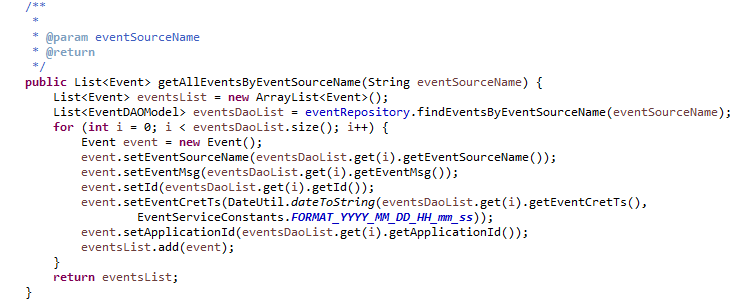 /**
 *
 * @param eventSourceName
 * @return
 */
public List<Event> getAllEventsByEventSourceName(String eventSourceName) {
    List<Event> eventsList = new ArrayList<Event>();
    List<EventDAOModel> eventsDaoList = eventRepository.findEventsByEventSourceName(eventSourceName);
    for (int i = 0; i < eventsDaoList.size(); i++) {
        Event event = new Event();
        event.setEventSourceName(eventsDaoList.get(i).getEventSourceName());
        event.setEventMsg(eventsDaoList.get(i).getEventMsg());
        event.setId(eventsDaoList.get(i).getId());
        event.setEventCretTs(DateUtil.dateToString(eventsDaoList.get(i).getEventCretTs(),
                EventServiceConstants.FORMAT_YYYY_MM_DD_HH_mm_ss));
        event.setApplicationId(eventsDaoList.get(i).getApplicationId());
        eventsList.add(event);
    }
    return eventsList;
}